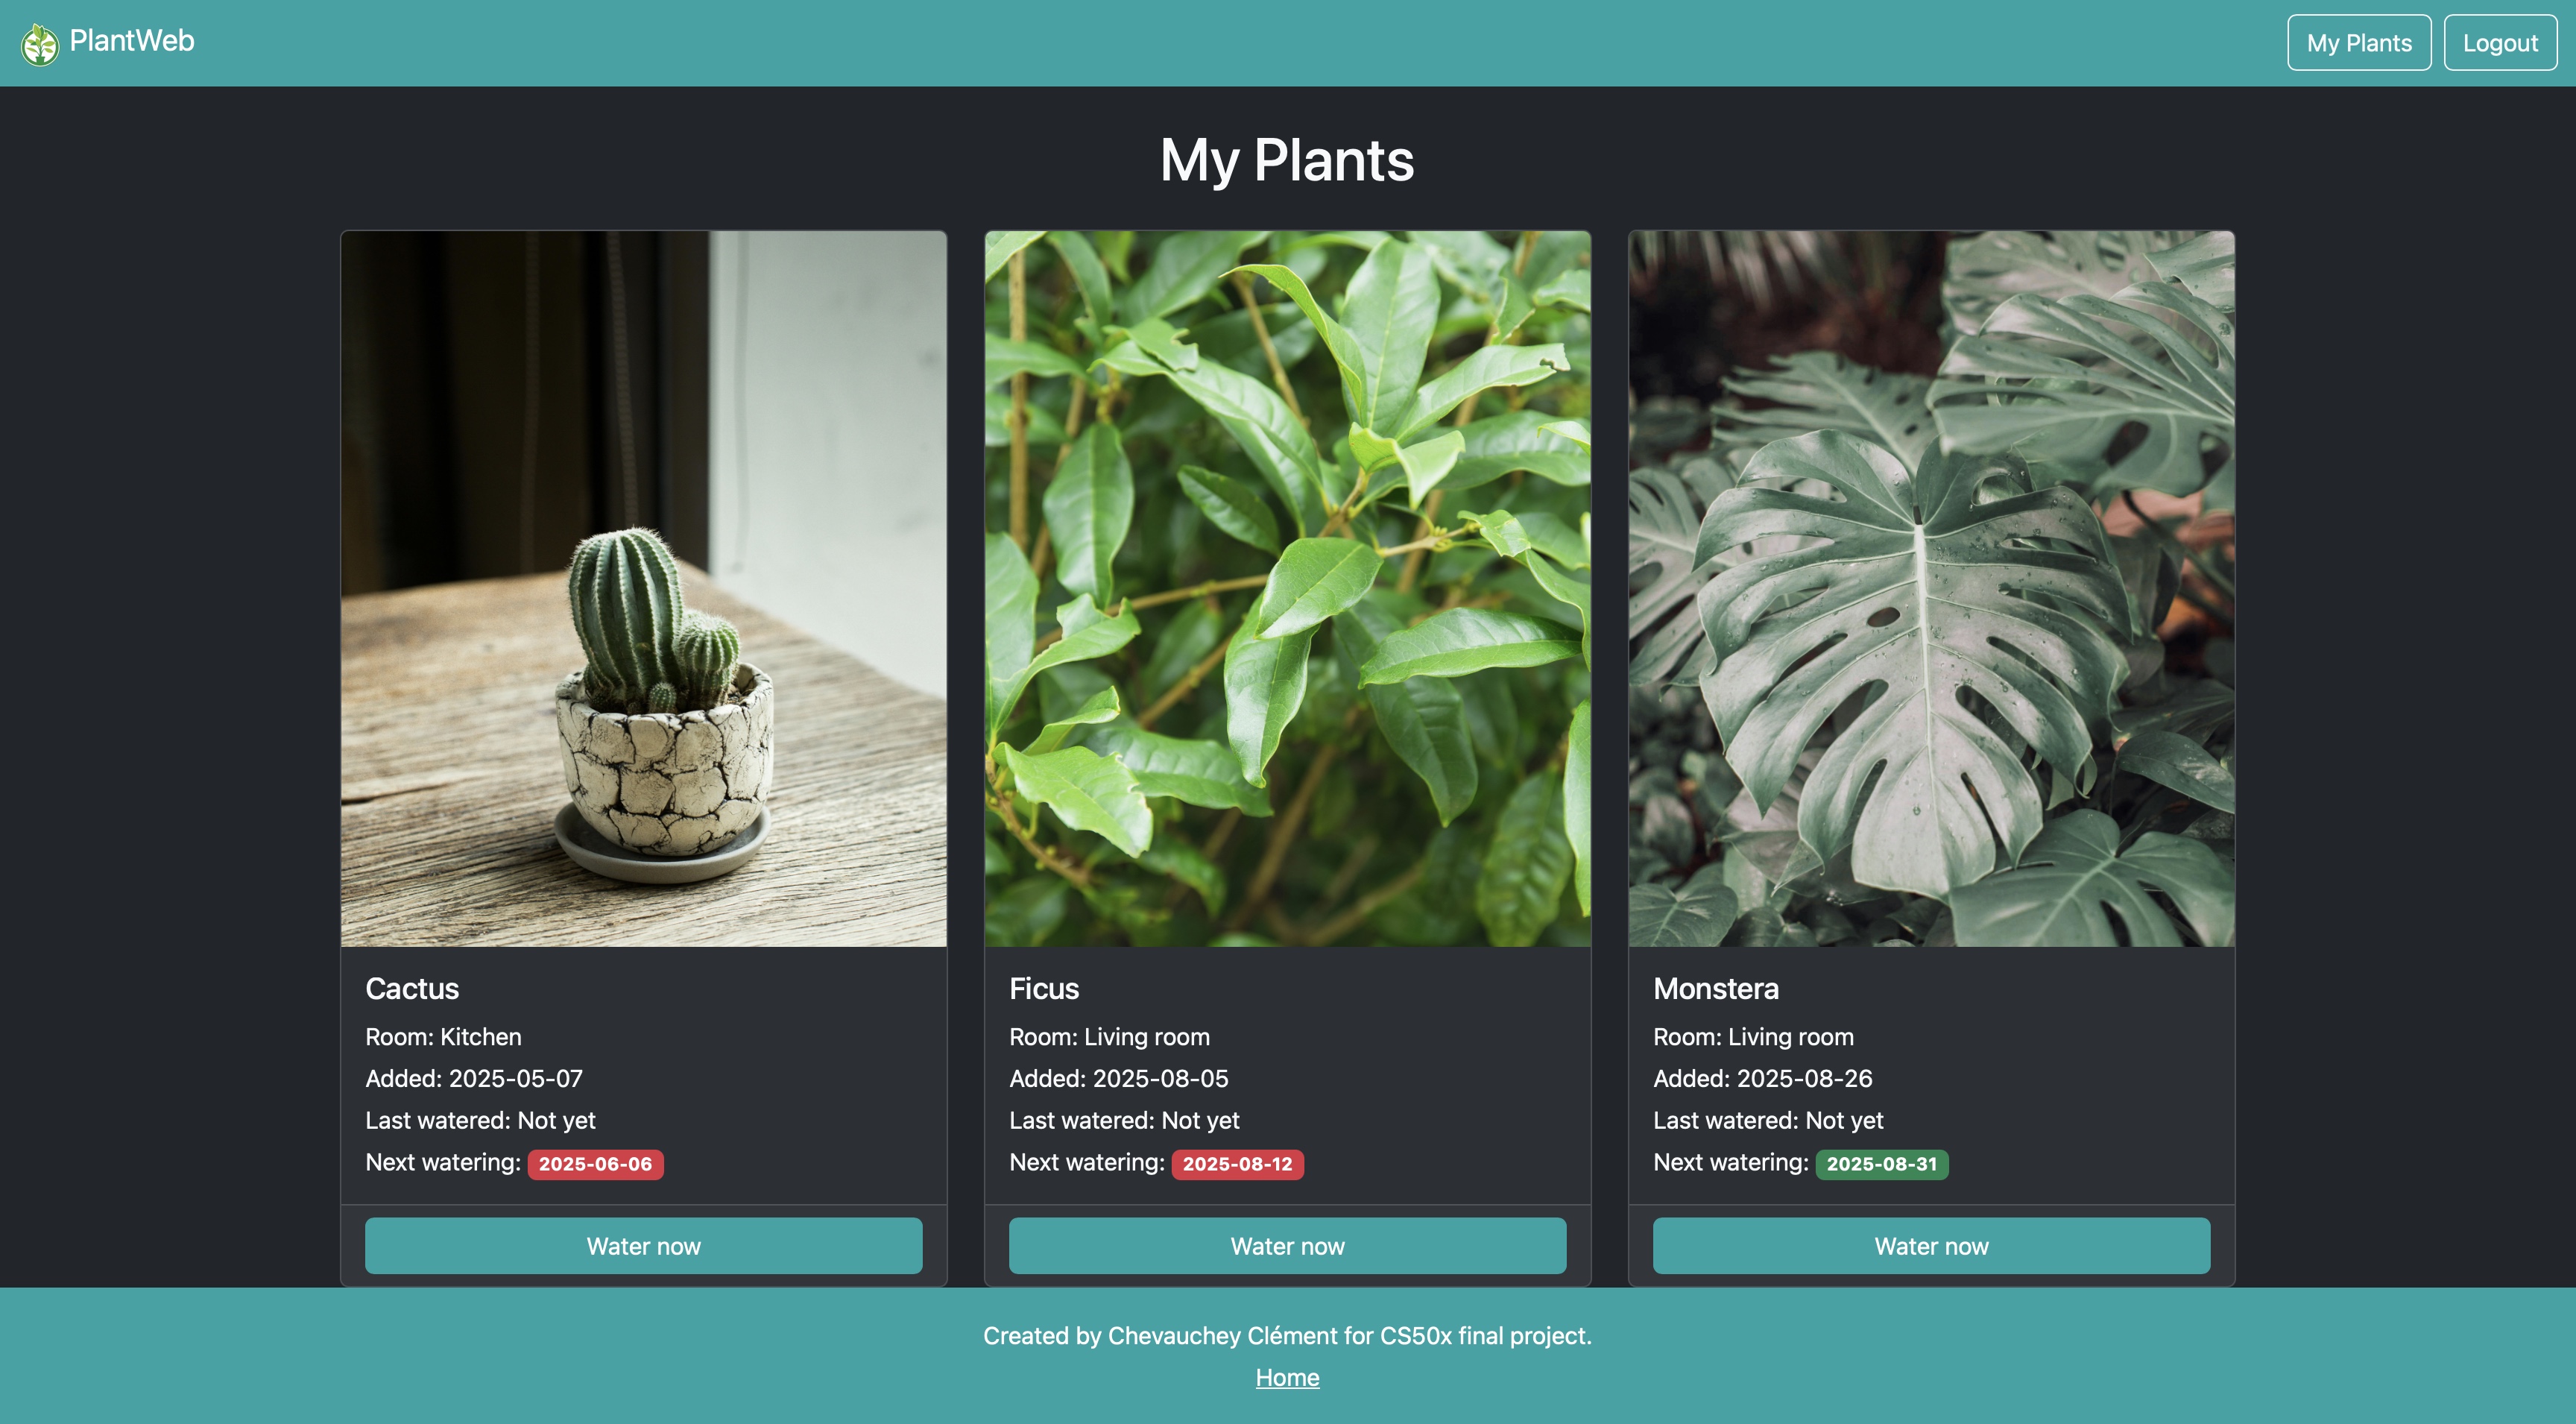 PlantWeb
My Plants
Logout
My Plants
Cactus
Room: Kitchen
Added: 2025-05-07
Last watered: Not yet
Next watering: 2025-06-06
Water now
Ficus
Room: Living room
Added: 2025-08-05
Last watered: Not yet
Next watering: 2025-08-12
Water now
Monstera
Room: Living room
Added: 2025-08-26
Last watered: Not yet
Next watering: 2025-08-31
Water now
Created by Chevauchey Clément for CS50x final project.
Home